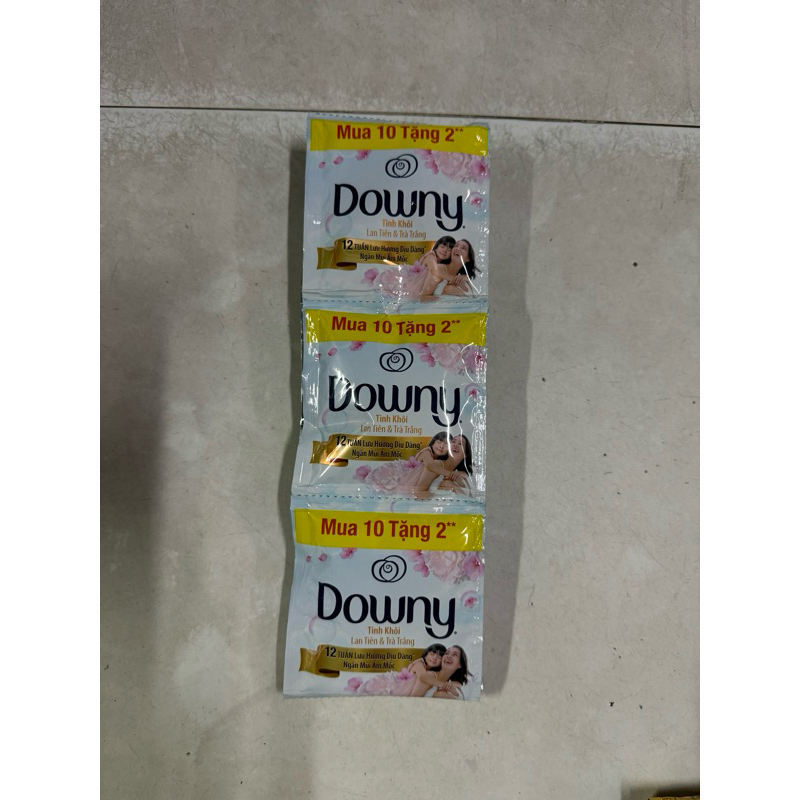 Mua 10 Tặng 2**
Downy
Tinh Khôi
Lan Tiên & Trà Trắng
12 TUẦN Lưu Hương Dịu Dàng*
Ngăn Mùi Ẩm Mốc
Mua 10 Tặng 2**
Downy
Tinh Khôi
Lan Tiên & Trà Trắng
12 TUẦN Lưu Hương Dịu Dàng*
Ngăn Mùi Ẩm Mốc
Mua 10 Tặng 2**
Downy
Tinh Khôi
Lan Tiên & Trà Trắng
12 TUẦN Lưu Hương Dịu Dàng*
Ngăn Mùi Ẩm Mốc